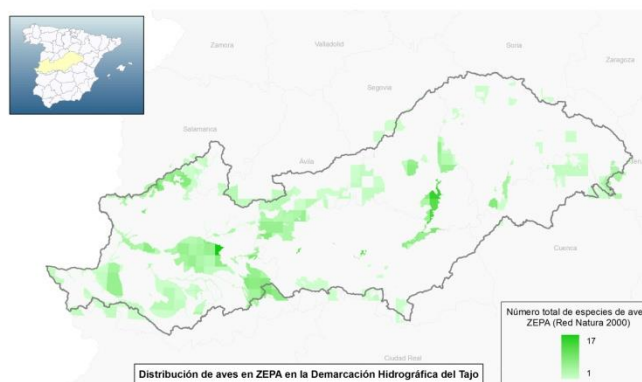 Zamora
Valladolid
Soria
Zaragoza
Segovia
Salamanca
Ávila
Cuenca
Ciudad Real
Número total de especies de ave
ZEPA (Red Natura 2000)
17
1
Distribución de aves en ZEPA en la Demarcación Hidrográfica del Tajo